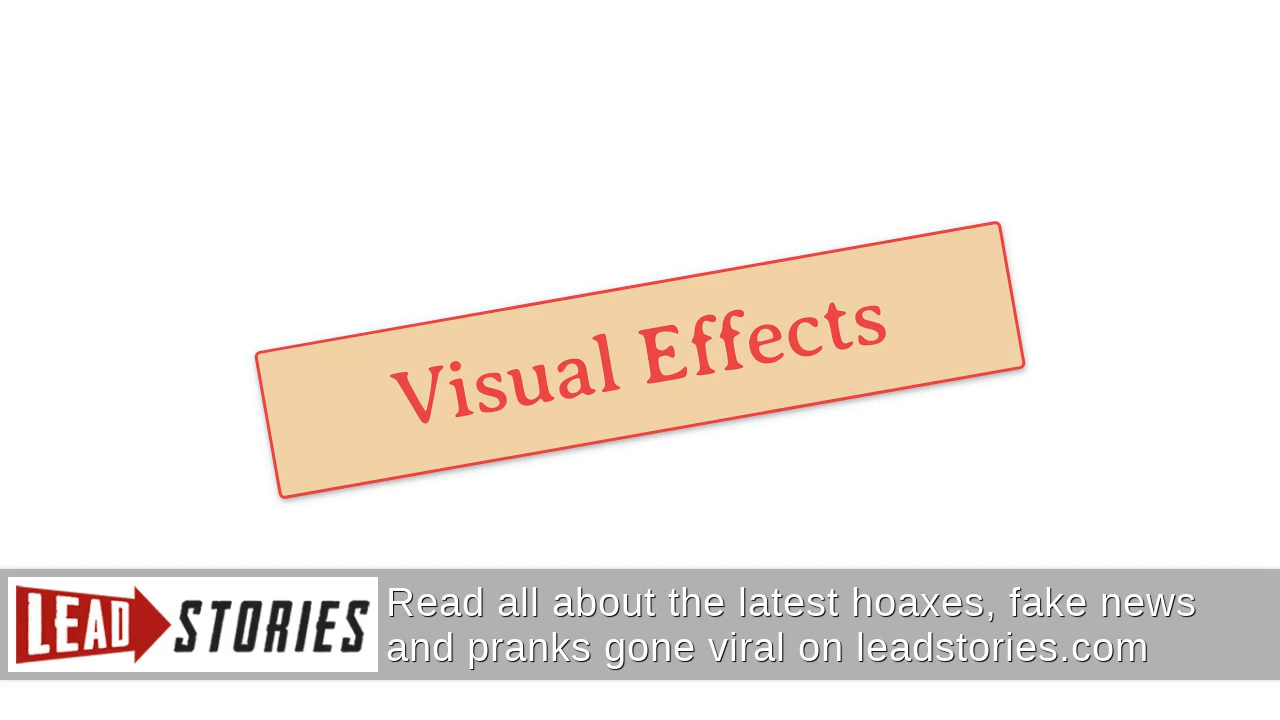 Visual Effects
LEAD STORIES
Read all about the latest hoaxes, fake news
and pranks gone viral on leadstories.com